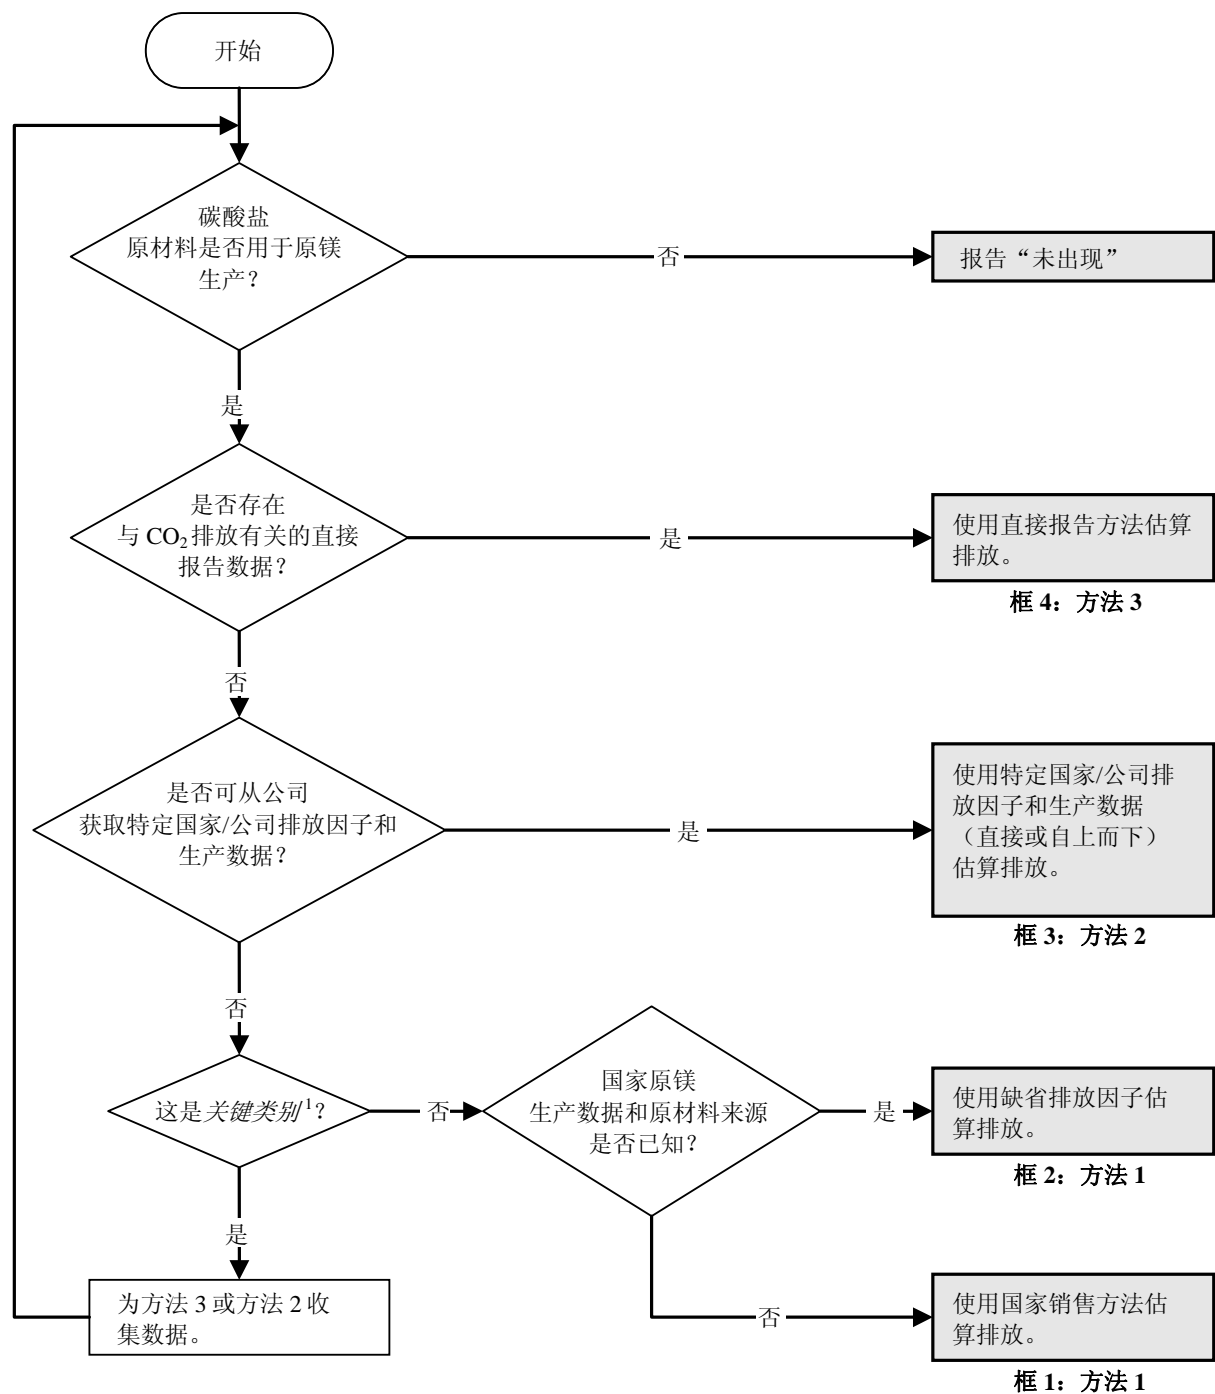 开始
碳酸盐
原材料是否用于原镁
生产？
否
报告“未出现”
是
是否存在
与 CO₂ 排放有关的直接
报告数据？
是
使用直接报告方法估算
排放。
框 4：方法 3
否
是否可从公司
获取特定国家/公司排放因子和
生产数据？
是
使用特定国家/公司排
放因子和生产数据
（直接或自上而下）
估算排放。
框 3：方法 2
否
这是关键类别¹？
否
国家原镁
生产数据和原材料来源
是否已知？
是
使用缺省排放因子估
算排放。
框 2：方法 1
是
为方法 3 或方法 2 收
集数据。
否
使用国家销售方法估
算排放。
框 1：方法 1